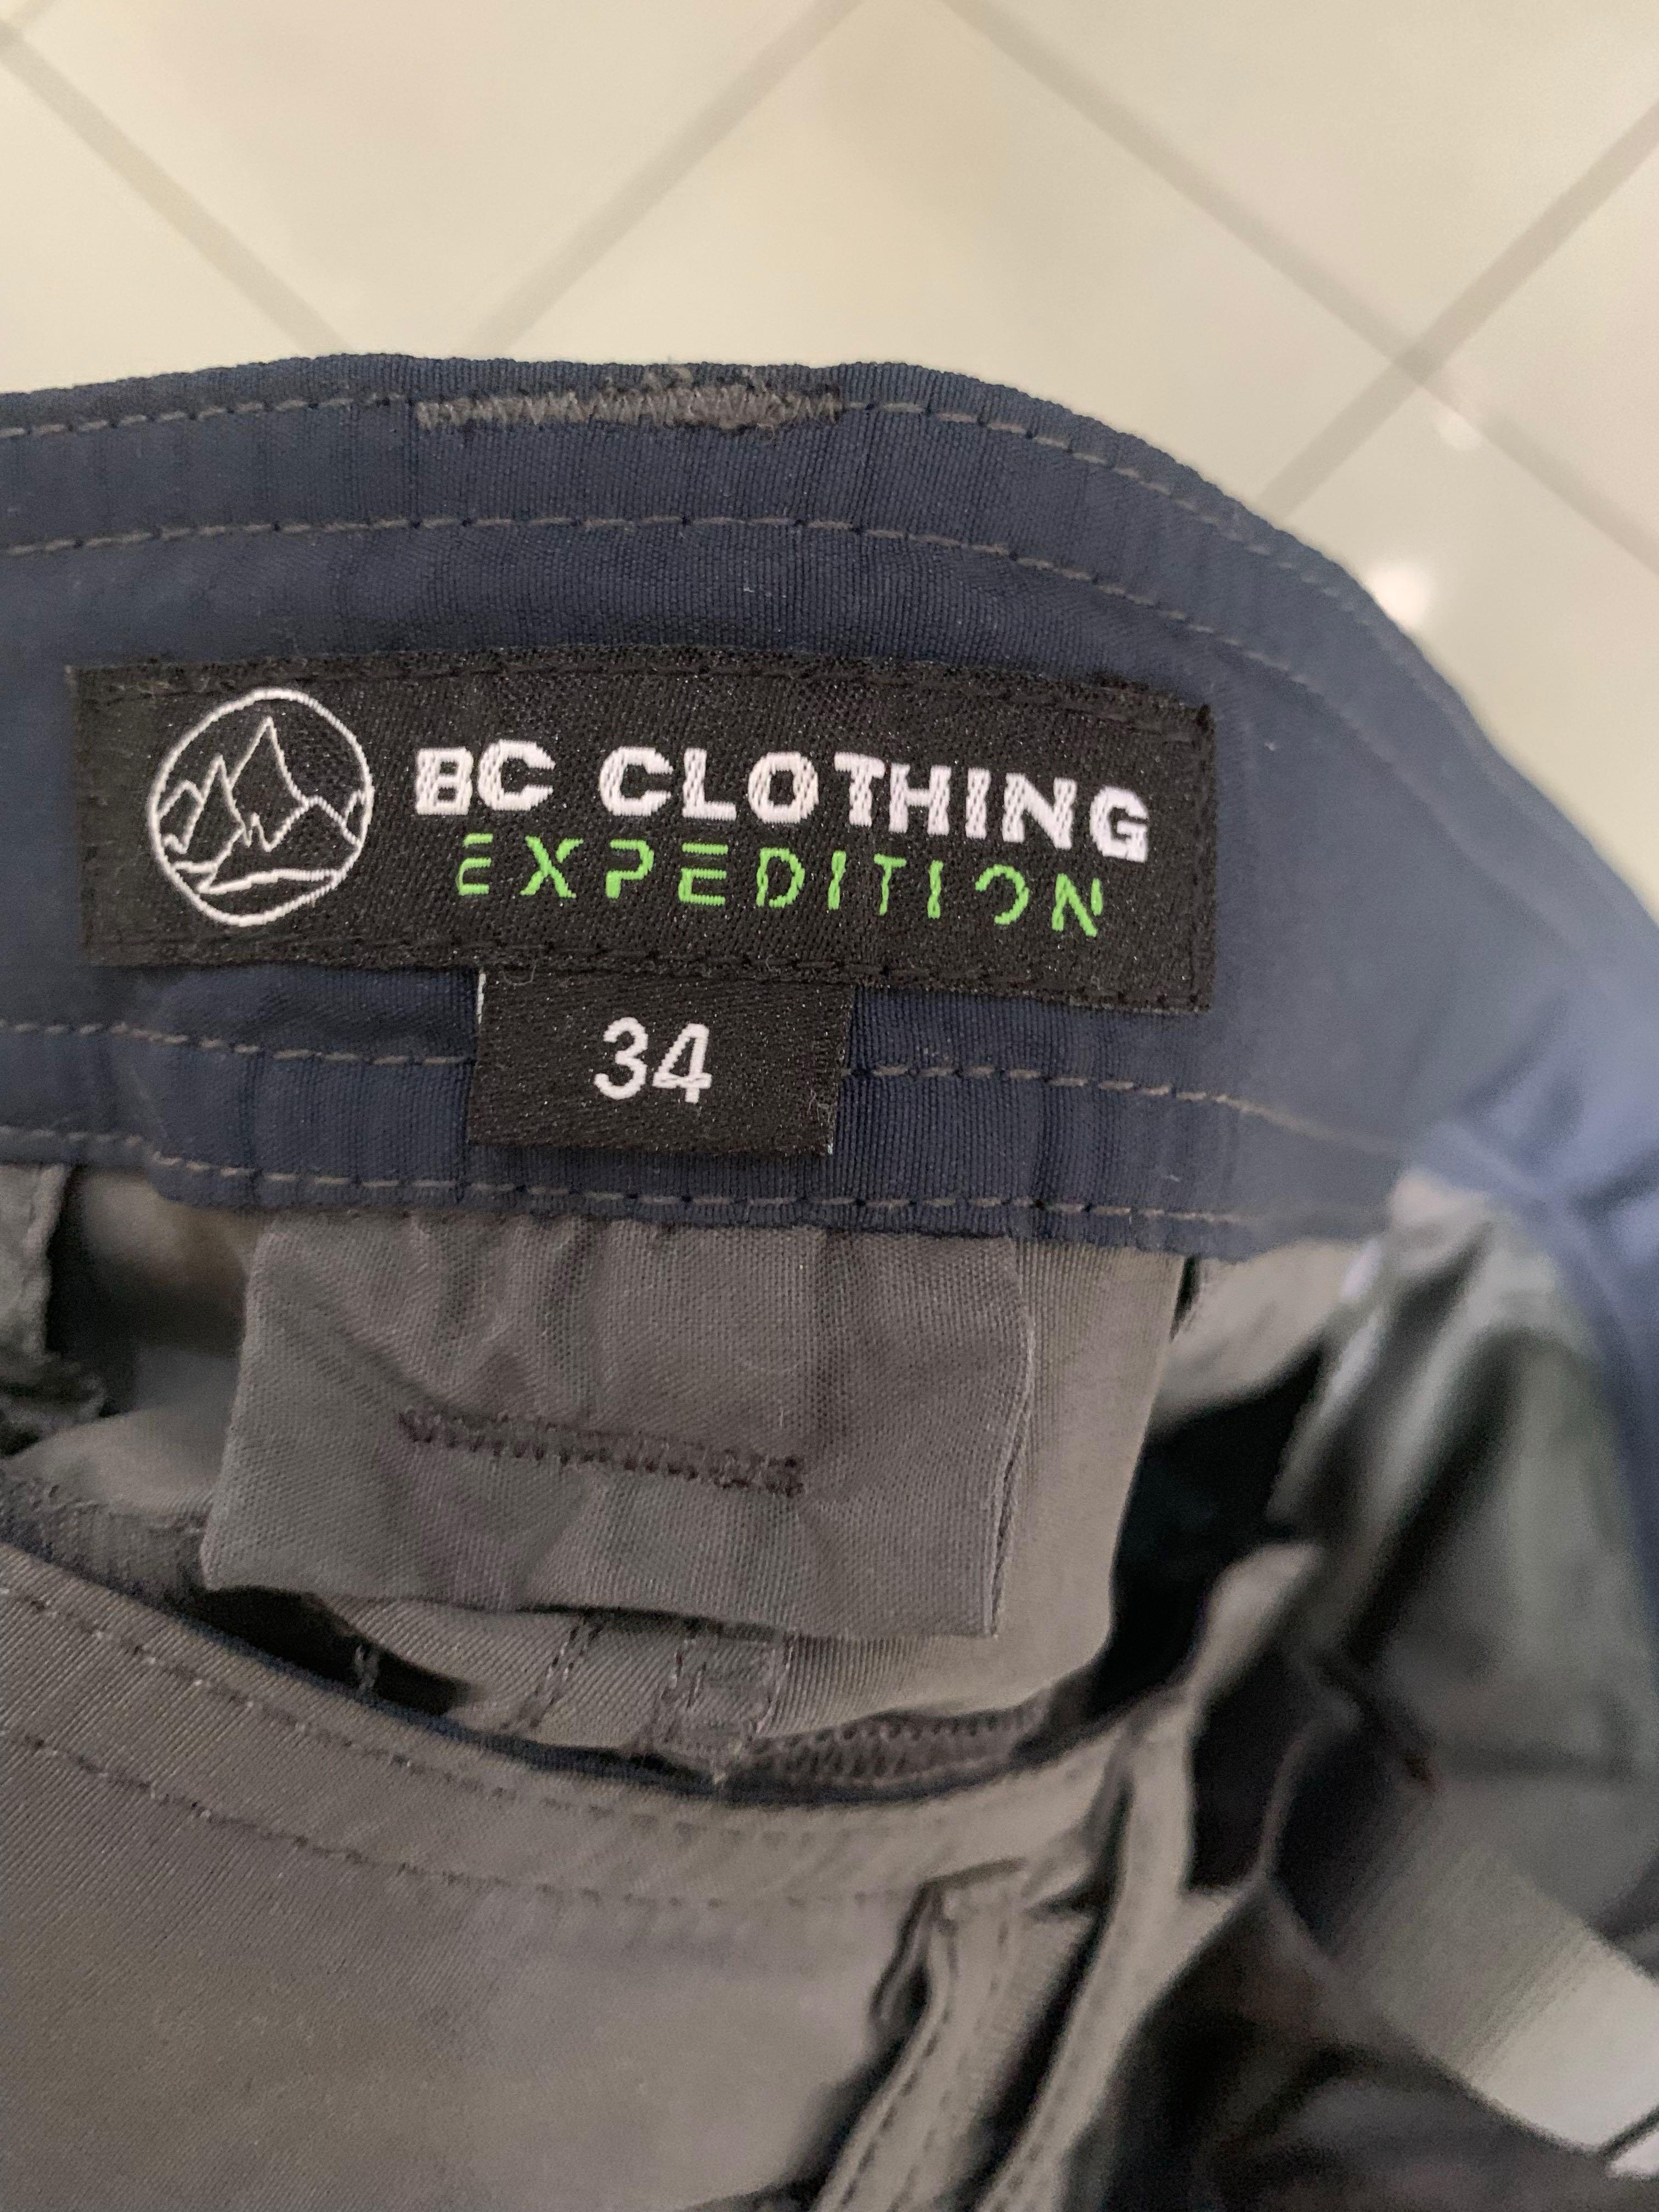 BC CLOTHING
EXPEDITION
34